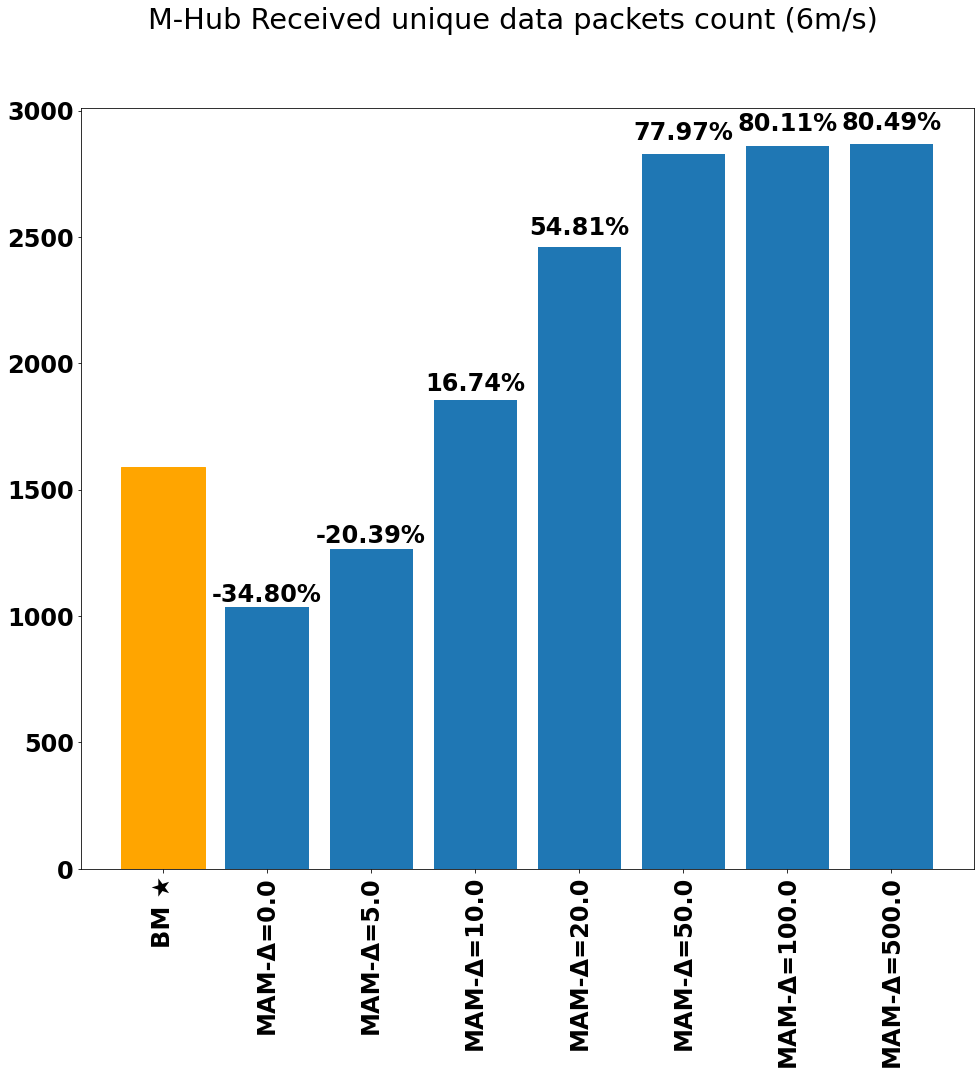 M-Hub Received unique data packets count (6m/s)
3000
2500
2000
1500
1000
500
0
-34.80%
-20.39%
16.74%
54.81%
77.97%
80.11%
80.49%
BM ★
MAM-Δ=0.0
MAM-Δ=5.0
MAM-Δ=10.0
MAM-Δ=20.0
MAM-Δ=50.0
MAM-Δ=100.0
MAM-Δ=500.0